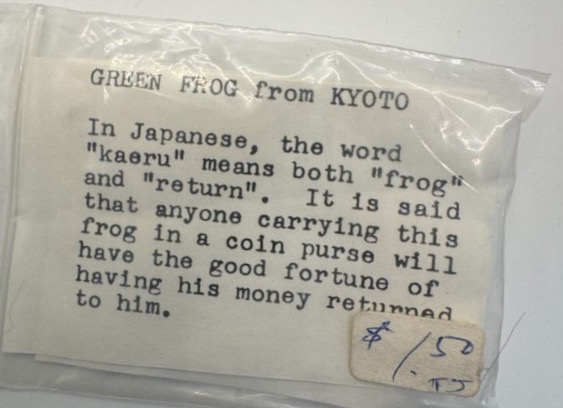 GREEN FROG from KYOTO
In Japanese, the word
"kaeru" means both "frog"
and "return". It is said
that anyone carrying this
frog in a coin purse will
have the good fortune of
having his money returned
to him.
$1.50